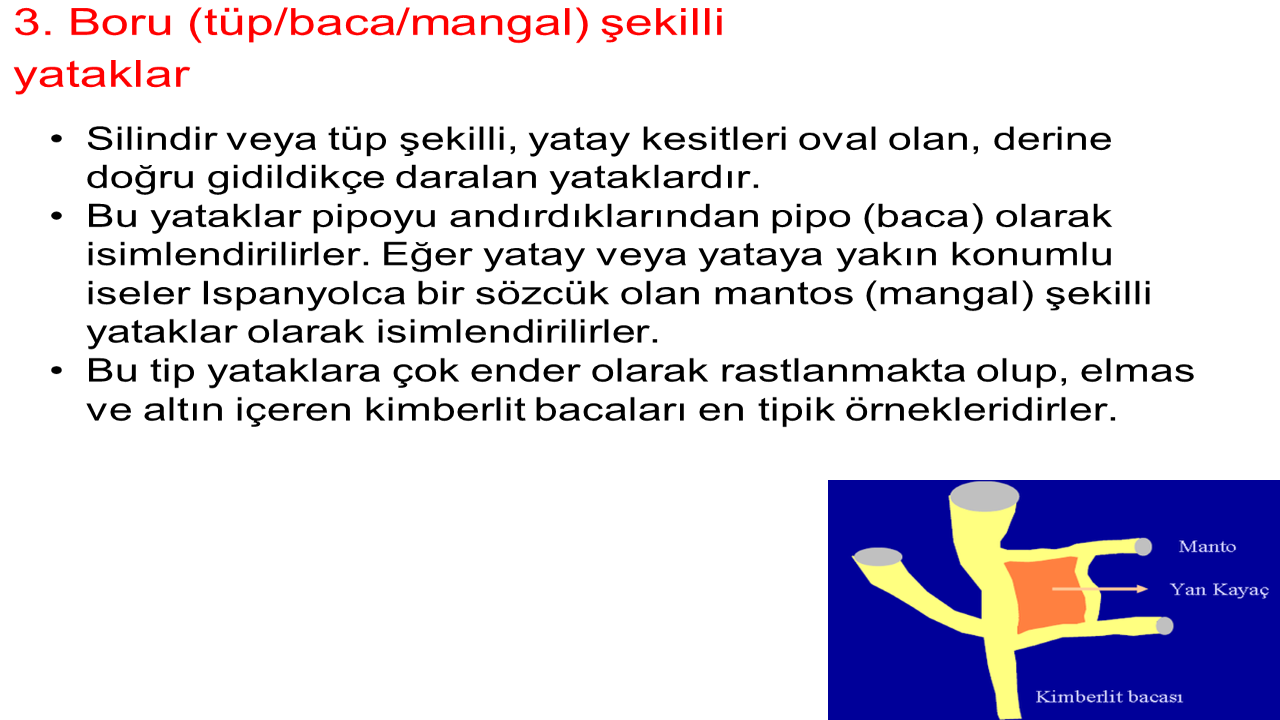 3. Boru (tüp/baca/mangal) şekilli
yataklar
• Silindir veya tüp şekilli, yatay kesitleri oval olan, derine
doğru gidildikçe daralan yataklardır.
• Bu yataklar pipoyu andırdıklarından pipo (baca) olarak
isimlendirilirler. Eğer yatay veya yataya yakın konumlu
iseler Ispanyolca bir sözcük olan mantos (mangal) şekilli
yataklar olarak isimlendirilirler.
• Bu tip yataklara çok ender olarak rastlanmakta olup, elmas
ve altın içeren kimberlit bacaları en tipik örnekleridirler.
Manto
Yan Kayaç
Kimberlit bacası